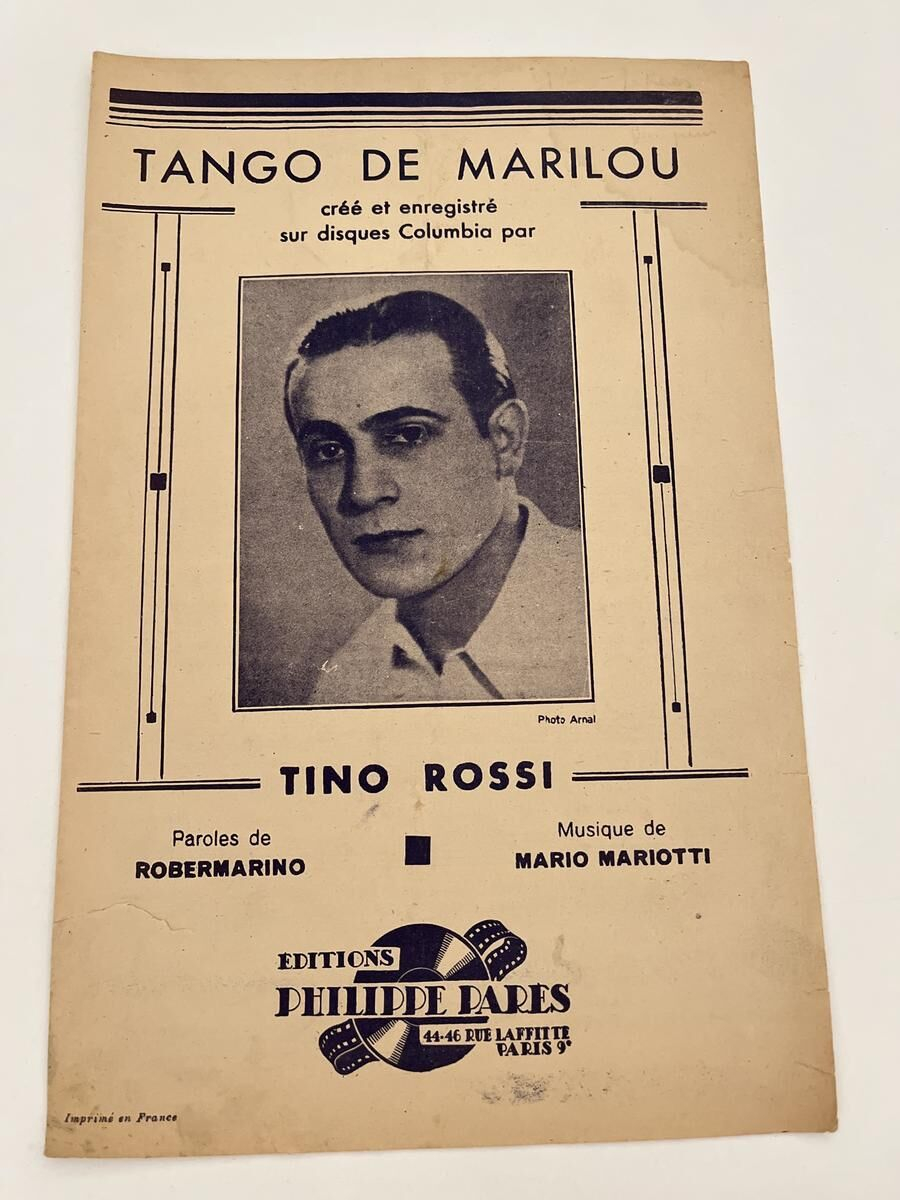 TANGO DE MARILOU
créé et enregistré
sur disques Columbia par
Photo Arnal
TINO ROSSI
Paroles de
ROBERMARINO
Musique de
MARIO MARIOTTI
EDITIONS
PHILIPPE PARES
44-46 RUE LAFFITTE
PARIS 9e
Imprimé en France